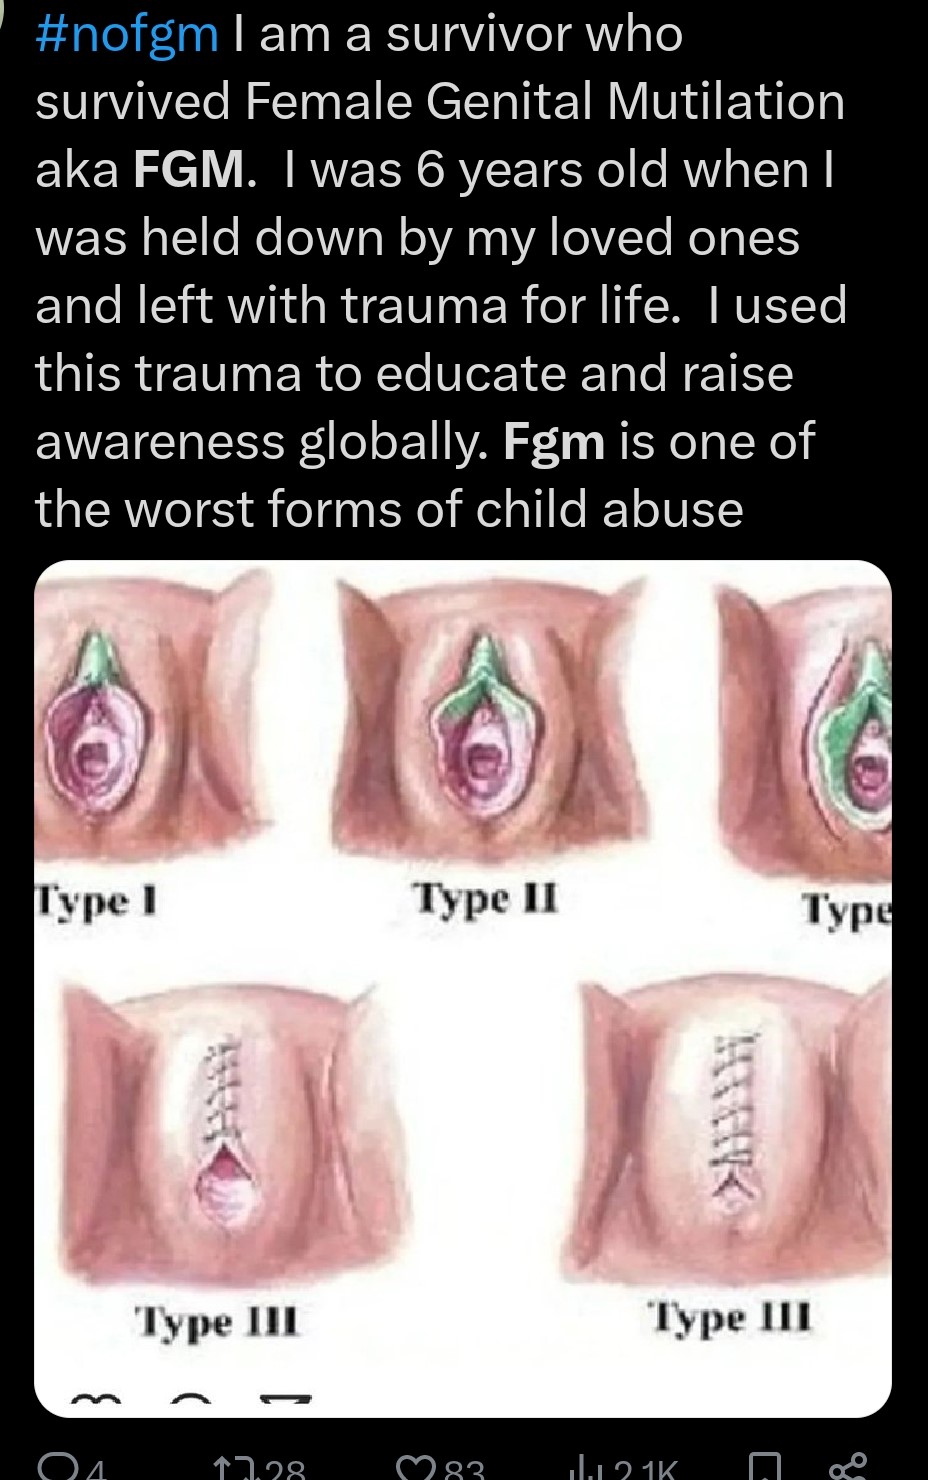 #nofgm I am a survivor who
survived Female Genital Mutilation
aka FGM.  I was 6 years old when I
was held down by my loved ones
and left with trauma for life.  I used
this trauma to educate and raise
awareness globally. Fgm is one of
the worst forms of child abuse
Type I
Type II
Type
Type III
Type III
4
28
83
2.1K